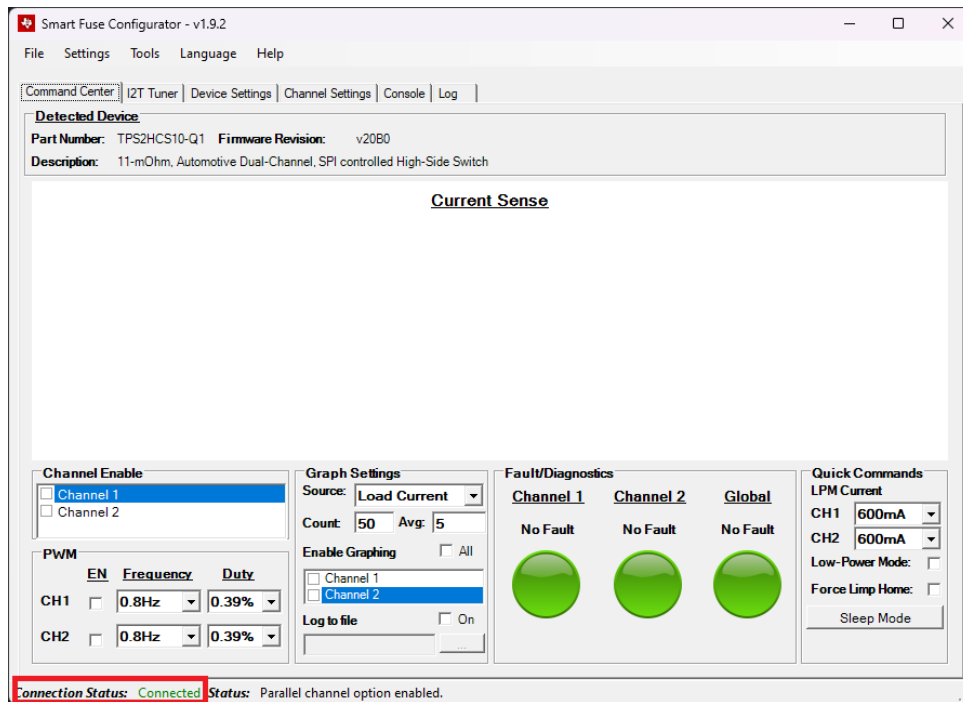 Smart Fuse Configurator - v1.9.2
File Settings Tools Language Help
Command Center I2T Tuner Device Settings Channel Settings Console Log
Detected Device
Part Number: TPS2HCS10-Q1 Firmware Revision: v20B0
Description: 11-mOhm, Automotive Dual-Channel, SPI controlled High-Side Switch
Current Sense
Channel Enable
Channel 1
Channel 2
PWM
EN Frequency Duty
CH1 0.8Hz 0.39%
CH2 0.8Hz 0.39%
Graph Settings
Source: Load Current
Count: 50 Avg: 5
Enable Graphing All
Channel 1
Channel 2
Log to file On
...
Fault/Diagnostics
Channel 1 Channel 2 Global
No Fault No Fault No Fault
Quick Commands
LPM Current
CH1 600mA
CH2 600mA
Low-Power Mode:
Force Limp Home:
Sleep Mode
Connection Status: Connected Status: Parallel channel option enabled.